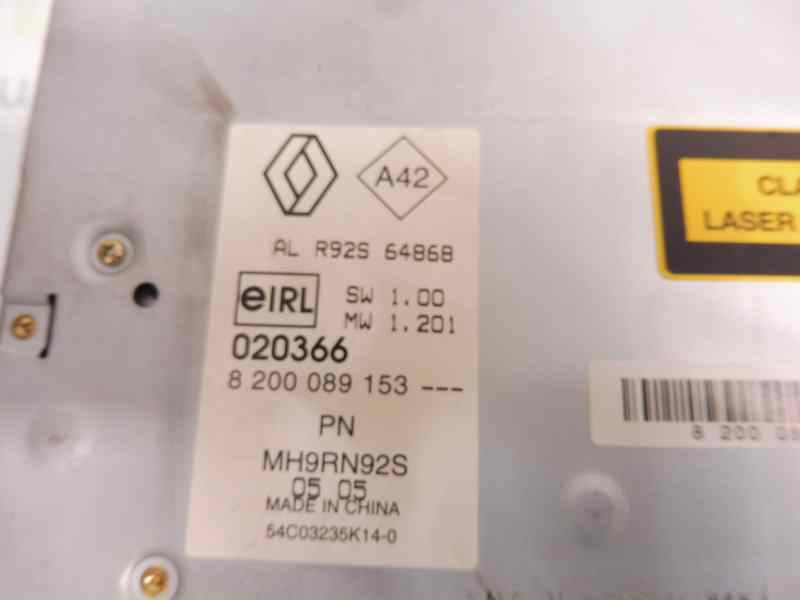 A42
AL R92S 64868
eIRL
SW 1.00
MW 1.201
020366
8 200 089 153 ---
PN
MH9RN92S
05 05
MADE IN CHINA
54C03235K14-0
LASER
8 200